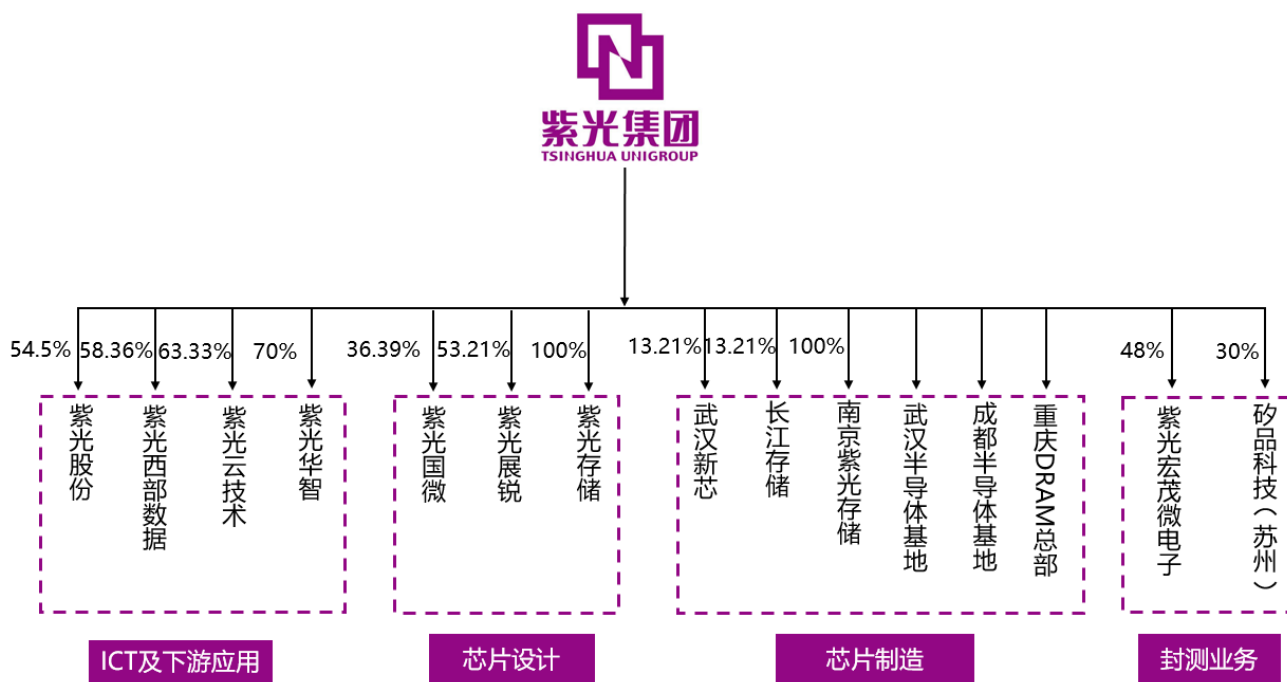 紫光集团
TSINGHUA UNIGROUP
54.5%
58.36%
63.33%
70%
36.39%
53.21%
100%
13.21%
13.21%
100%
48%
30%
紫光股份
紫光西部数据
紫光云技术
紫光华智
紫光国微
紫光展锐
紫光存储
武汉新芯
长江存储
南京紫光存储
武汉半导体基地
成都半导体基地
重庆DRAM总部
紫光宏茂微电子
矽品科技(苏州)
ICT及下游应用
芯片设计
芯片制造
封测业务